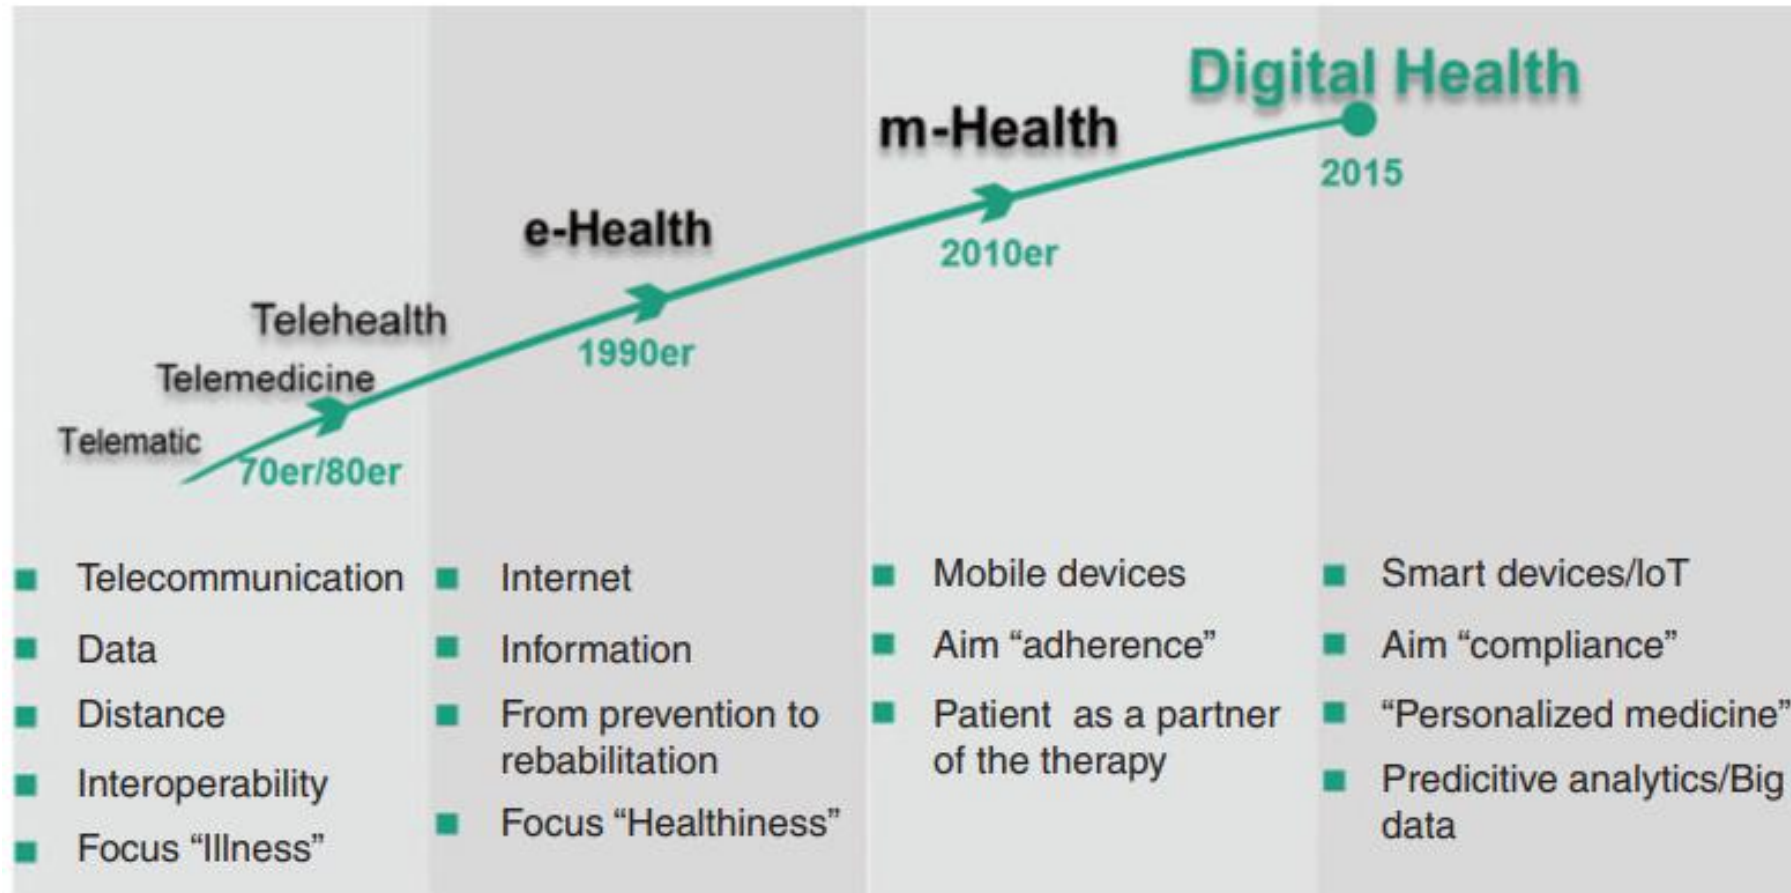 Digital Health
m-Health
2015
e-Health
2010er
Telehealth
1990er
Telemedicine
Telematic
70er/80er
Telecommunication
Data
Distance
Interoperability
Focus “Illness”
Internet
Information
From prevention to
rebabilitation
Focus “Healthiness”
Mobile devices
Aim “adherence”
Patient as a partner
of the therapy
Smart devices/IoT
Aim “compliance”
“Personalized medicine”
Predicitive analytics/Big
data